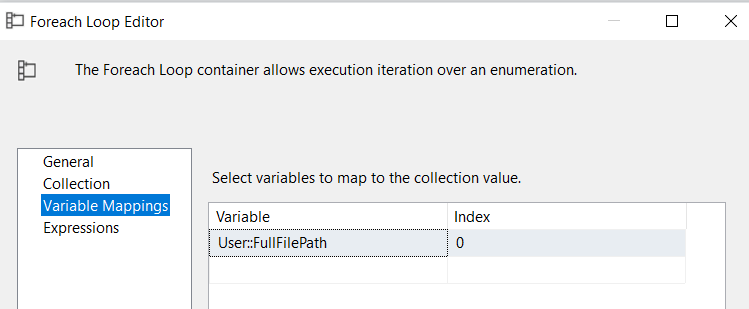 Foreach Loop Editor
The Foreach Loop container allows execution iteration over an enumeration.
General
Collection
Variable Mappings
Expressions
Select variables to map to the collection value.
Variable Index
User::FullFilePath 0